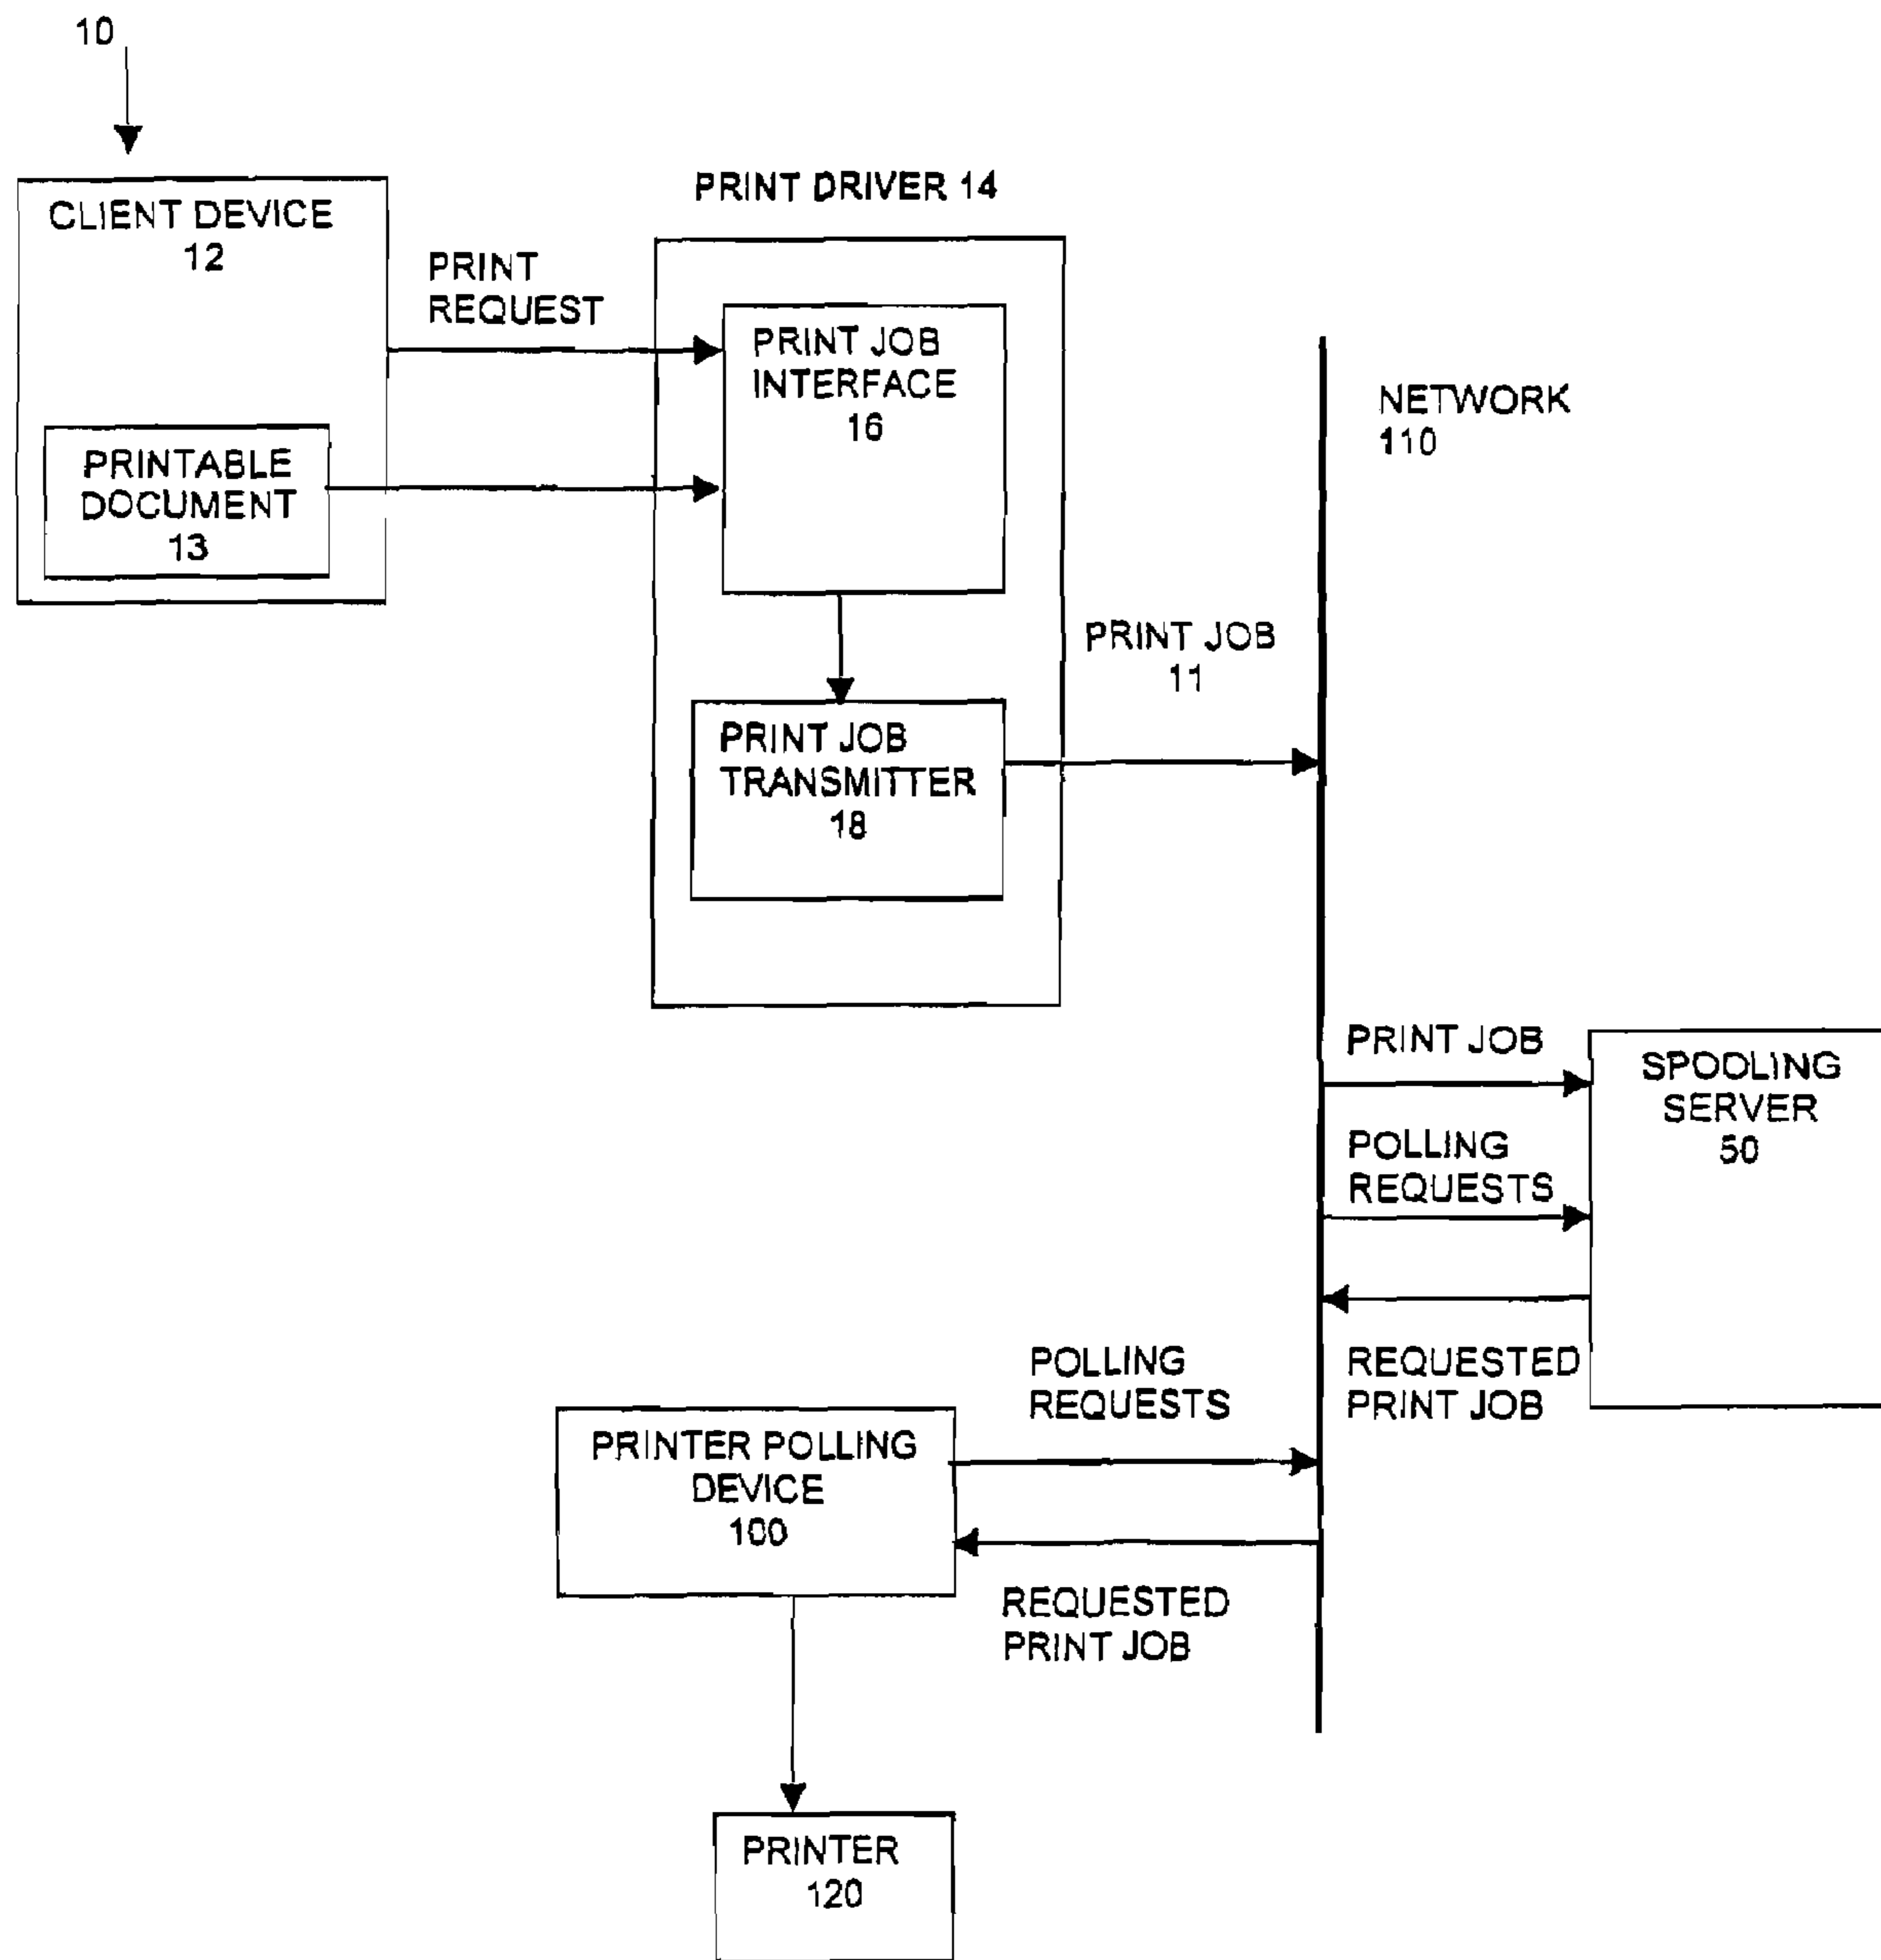 10
CLIENT DEVICE
12
PRINTABLE
DOCUMENT
13
PRINT
REQUEST
PRINT DRIVER 14
PRINT JOB
INTERFACE
16
PRINT JOB
TRANSMITTER
18
PRINT JOB
11
NETWORK
110
PRINT JOB
POLLING
REQUESTS
REQUESTED
PRINT JOB
SPOOLING
SERVER
50
POLLING
REQUESTS
REQUESTED
PRINT JOB
PRINTER POLLING
DEVICE
100
PRINTER
120